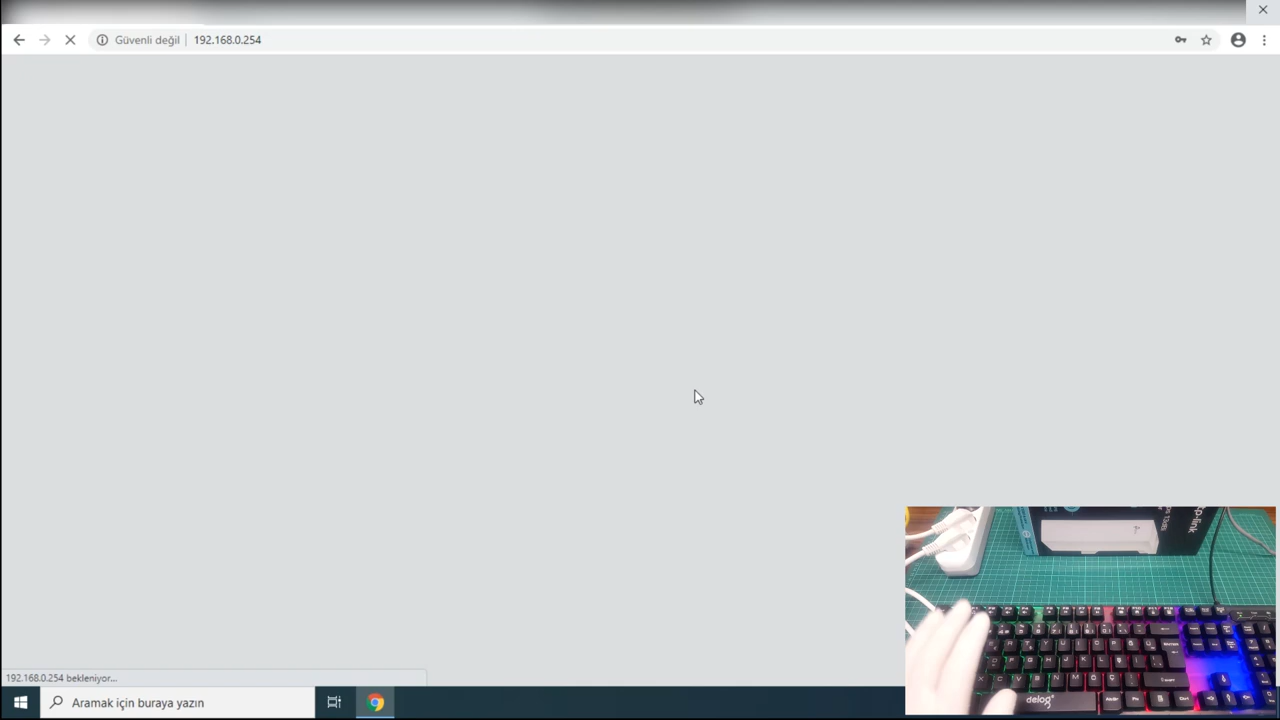 Güvenli değil
192.168.0.254
192.168.0.254 bekleniyor...
Aramak için buraya yazın
tp-link
delog